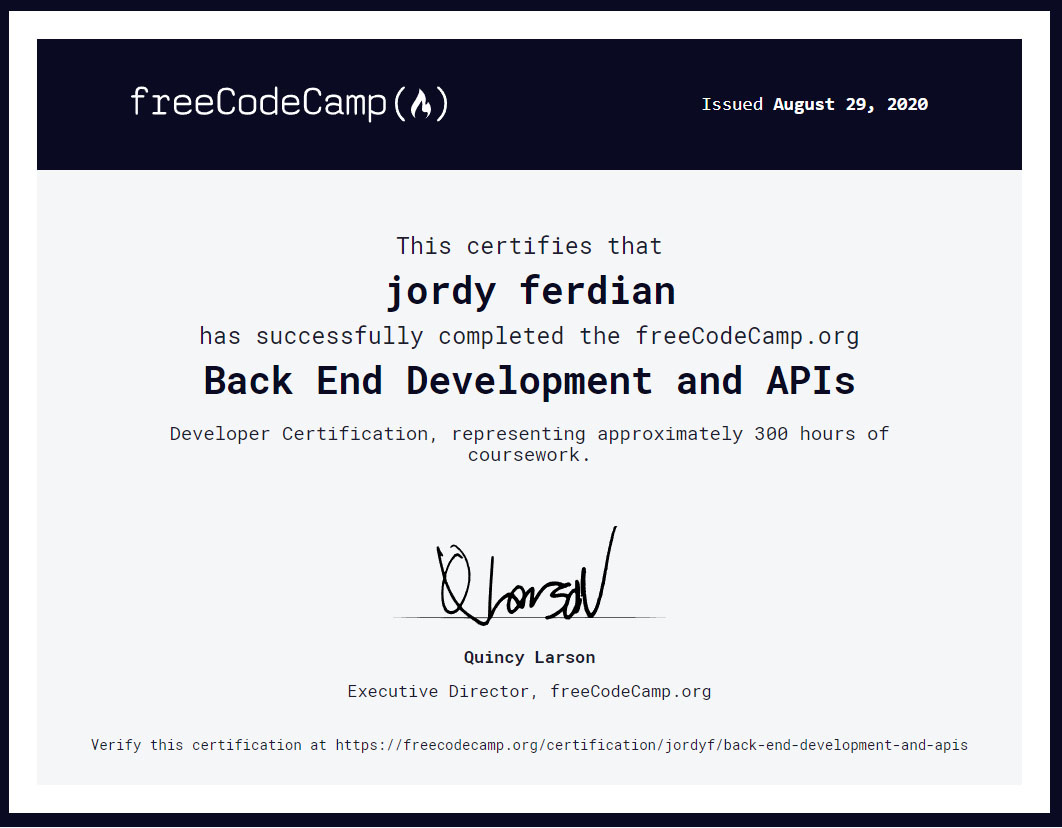 freeCodeCamp(🔥)
Issued August 29, 2020
This certifies that
jordy ferdian
has successfully completed the freeCodeCamp.org
Back End Development and APIs
Developer Certification, representing approximately 300 hours of
coursework.
Q Larson
Quincy Larson
Executive Director, freeCodeCamp.org
Verify this certification at https://freecodecamp.org/certification/jordyf/back-end-development-and-apis